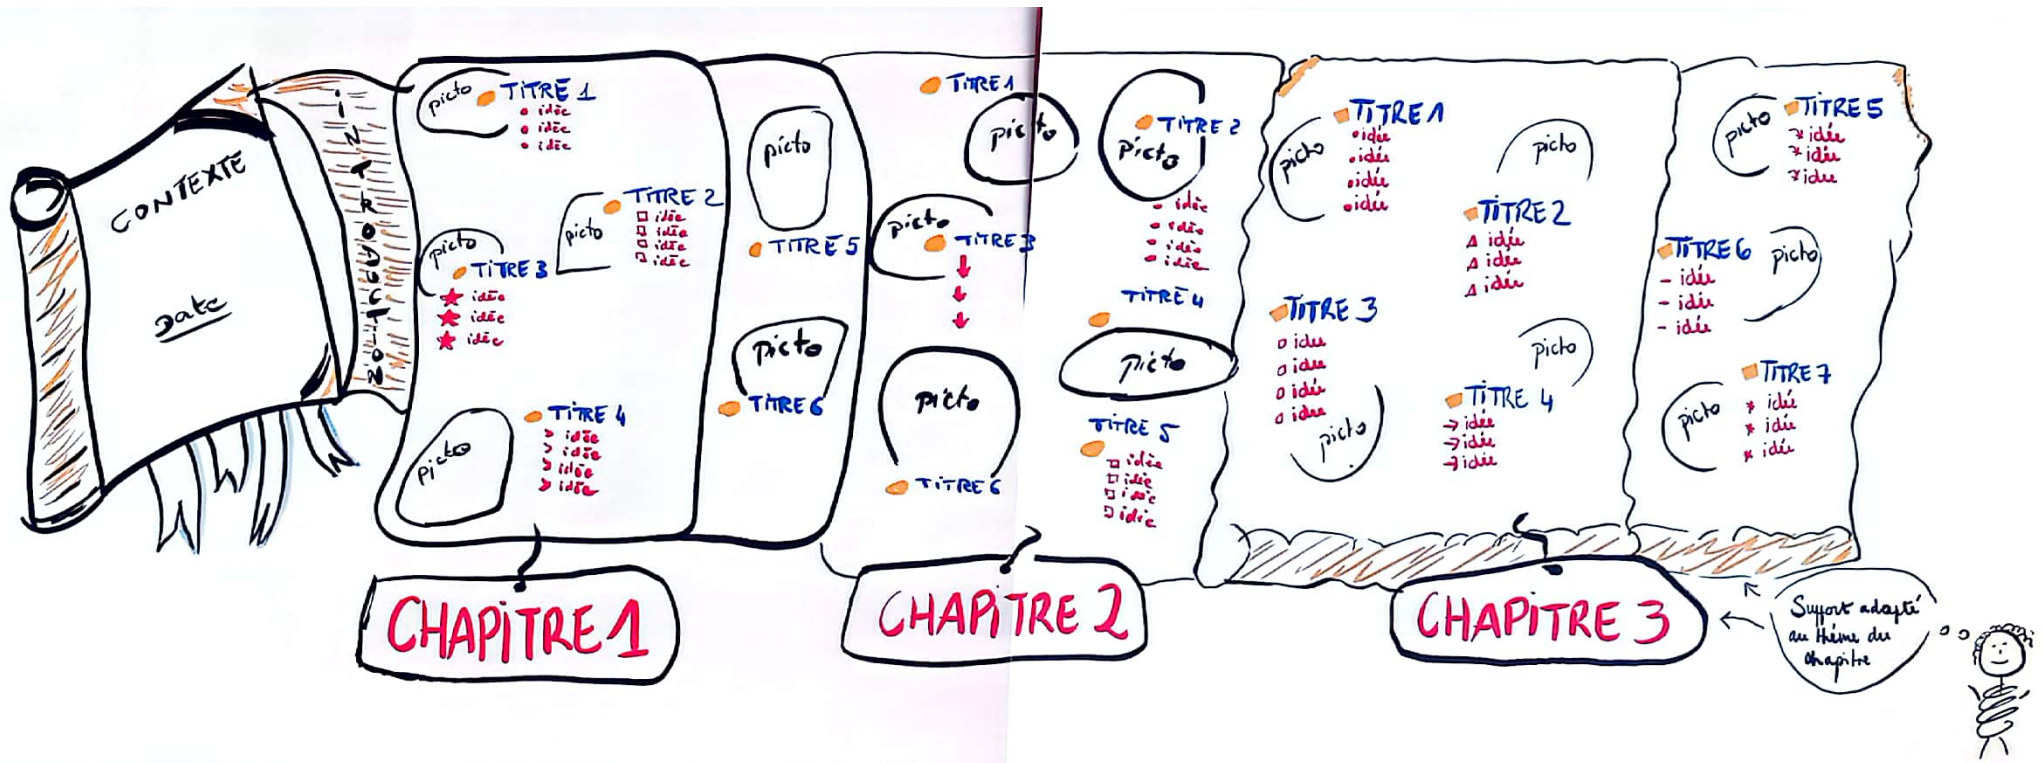 CONTEXTE
Date
iNTRODUCTION
picto
TiTRE 1
idée
idée
idée
picto
TiTRE 2
idée
idée
idée
idée
picto
TiTRE 3
idée
idée
idée
picto
TiTRE 4
> idée
> idée
> idée
> idée
picto
TiTRE 5
picto
TiTRE 6
CHAPiTRE 1
TiTRE 1
picto
TiTRE 2
picto
idée
idée
idée
idée
picto
TiTRE 3
TiTRE 4
picto
TiTRE 5
idée
idée
idée
idée
picto
TiTRE 6
CHAPiTRE 2
TiTRE 1
picto
idée
idée
idée
idée
picto
TiTRE 2
idée
idée
idée
TiTRE 3
idée
idée
idée
idée
picto
picto
TiTRE 4
→ idée
→ idée
→ idée
picto
TiTRE 5
* idée
* idée
* idée
TiTRE 6
- idée
- idée
- idée
picto
picto
TiTRE 7
* idée
* idée
* idée
CHAPiTRE 3
Support adapté
au thème du
chapitre